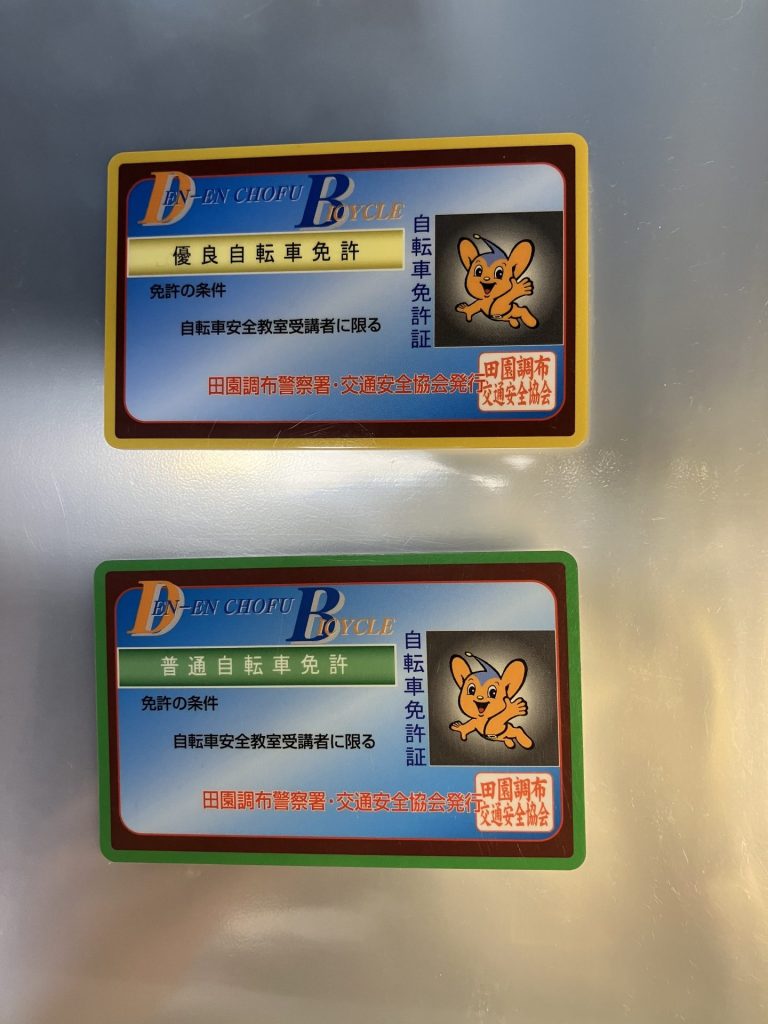 DEN-EN CHOFU BICYCLE
優良自転車免許
免許の条件
自転車安全教室受講者に限る
自転車免許証
田園調布警察署・交通安全協会発行
田園調布
交通安全協会
DEN-EN CHOFU BICYCLE
普通自転車免許
免許の条件
自転車安全教室受講者に限る
自転車免許証
田園調布警察署・交通安全協会発行
田園調布
交通安全協会